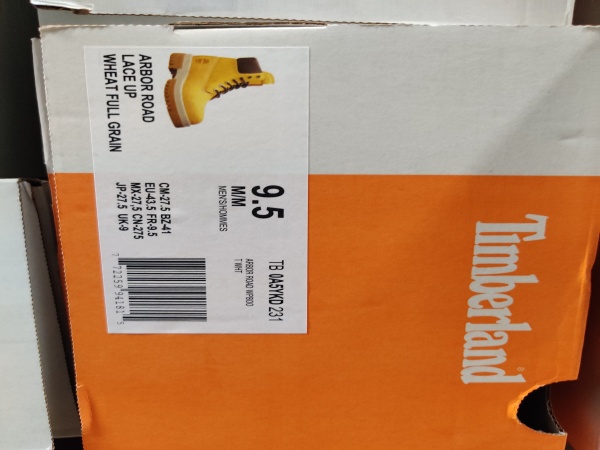 ARBOR ROAD
LACE UP
WHEAT FULL GRAIN
9.5
M/M
MEN'S/HOMMES
CM-27.5 BZ-41
EU-43.5 FR-9.5
MX-27.5 CN-275
JP-27.5 UK-9
TB 0A5YKD 231
ARBOR ROAD WP600
T WHT
Timberland